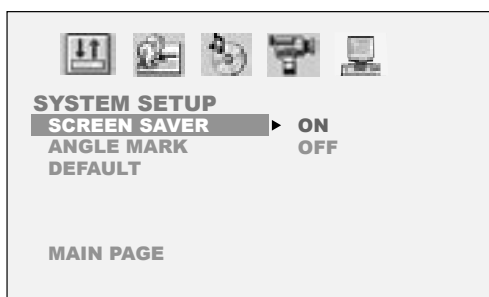 SYSTEM SETUP
SCREEN SAVER ON
ANGLE MARK OFF
DEFAULT
MAIN PAGE